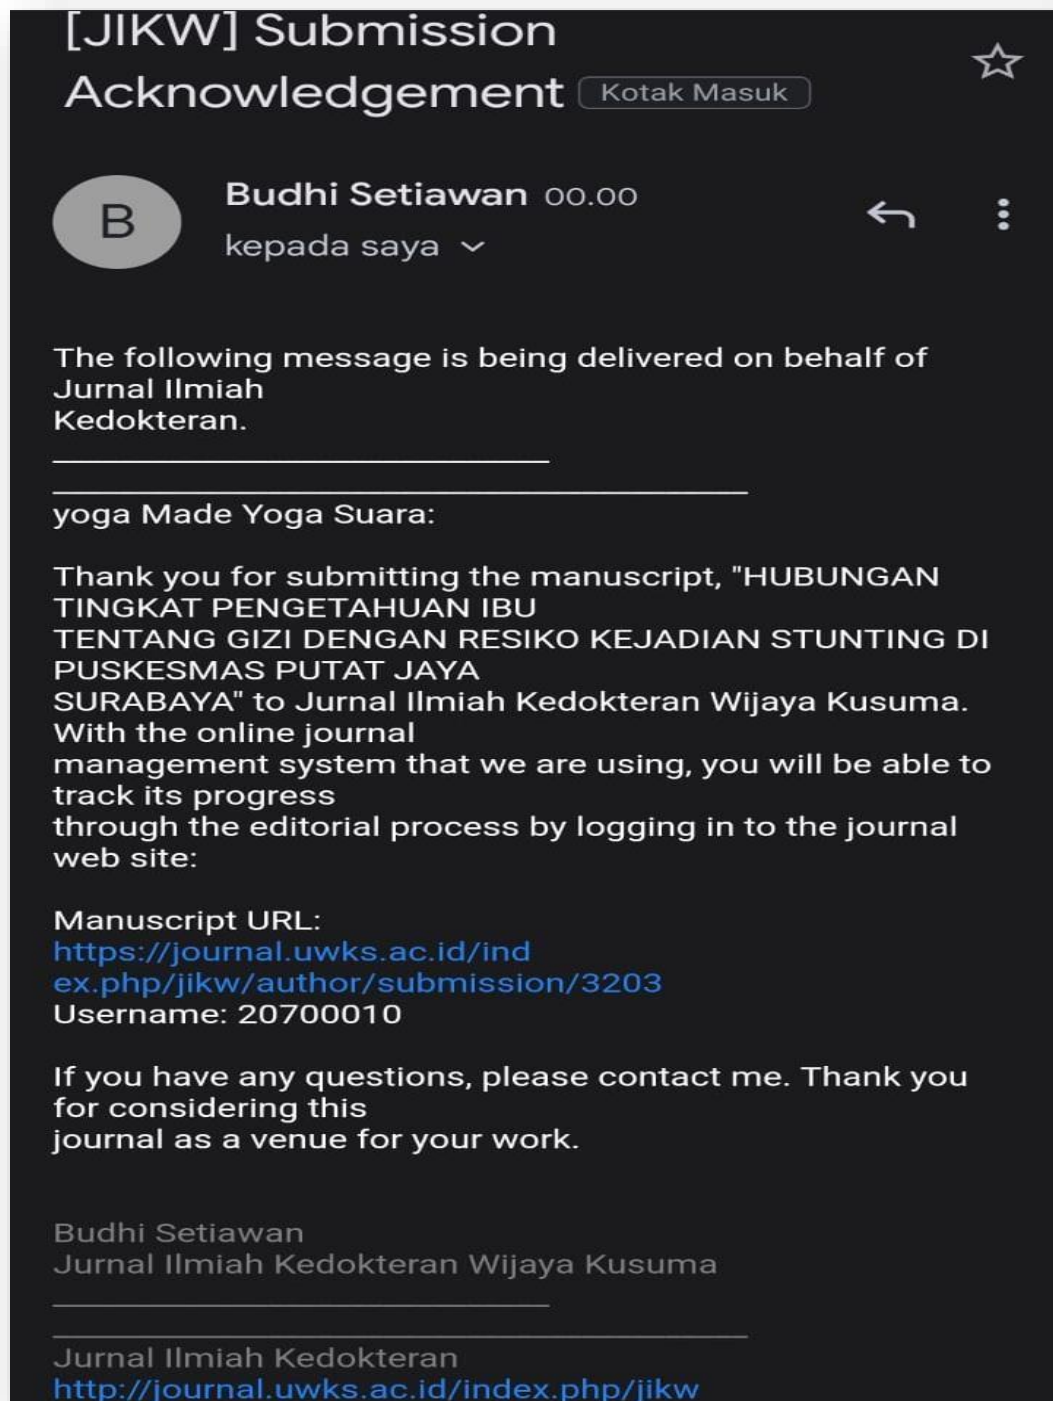 [JIKW] Submission
Acknowledgement Kotak Masuk
B
Budhi Setiawan 00.00
kepada saya
The following message is being delivered on behalf of
Jurnal Ilmiah
Kedokteran.
yoga Made Yoga Suara:
Thank you for submitting the manuscript, "HUBUNGAN
TINGKAT PENGETAHUAN IBU
TENTANG GIZI DENGAN RESIKO KEJADIAN STUNTING DI
PUSKESMAS PUTAT JAYA
SURABAYA" to Jurnal Ilmiah Kedokteran Wijaya Kusuma.
With the online journal
management system that we are using, you will be able to
track its progress
through the editorial process by logging in to the journal
web site:
Manuscript URL:
https://journal.uwks.ac.id/ind
ex.php/jikw/author/submission/3203
Username: 20700010
If you have any questions, please contact me. Thank you
for considering this
journal as a venue for your work.
Budhi Setiawan
Jurnal Ilmiah Kedokteran Wijaya Kusuma
Jurnal Ilmiah Kedokteran
http://journal.uwks.ac.id/index.php/jikw